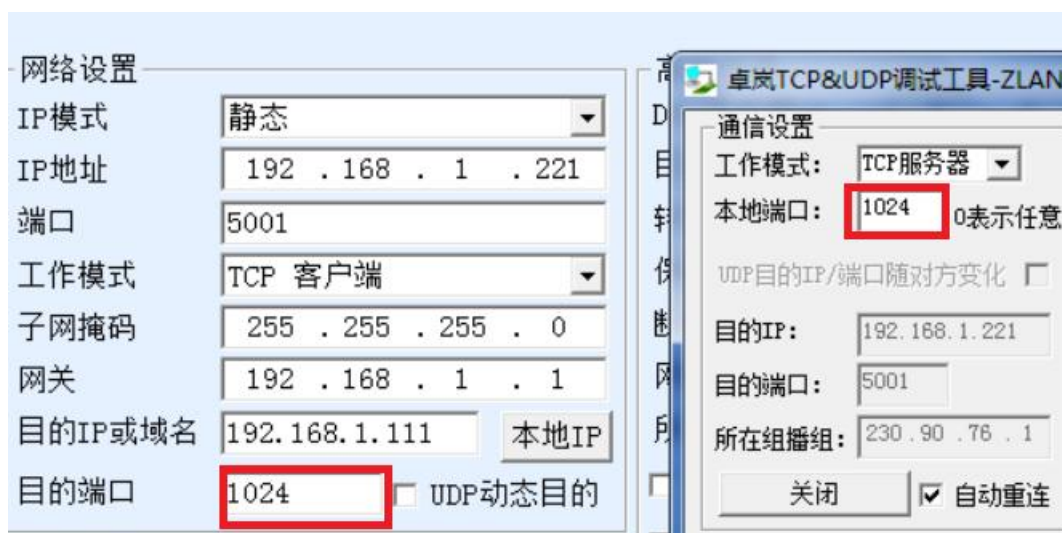 网络设置
IP模式 静态
IP地址 192 . 168 . 1 . 221
端口 5001
工作模式 TCP 客户端
子网掩码 255 . 255 . 255 . 0
网关 192 . 168 . 1 . 1
目的IP或域名 192.168.1.111 本地IP
目的端口 1024 UDP动态目的
卓岚TCP&UDP调试工具-ZLAN
通信设置
工作模式: TCP服务器
本地端口: 1024 0表示任意
UDP目的IP/端口随对方变化
目的IP: 192.168.1.221
目的端口: 5001
所在组播组: 230 . 90 . 76 . 1
关闭 自动重连